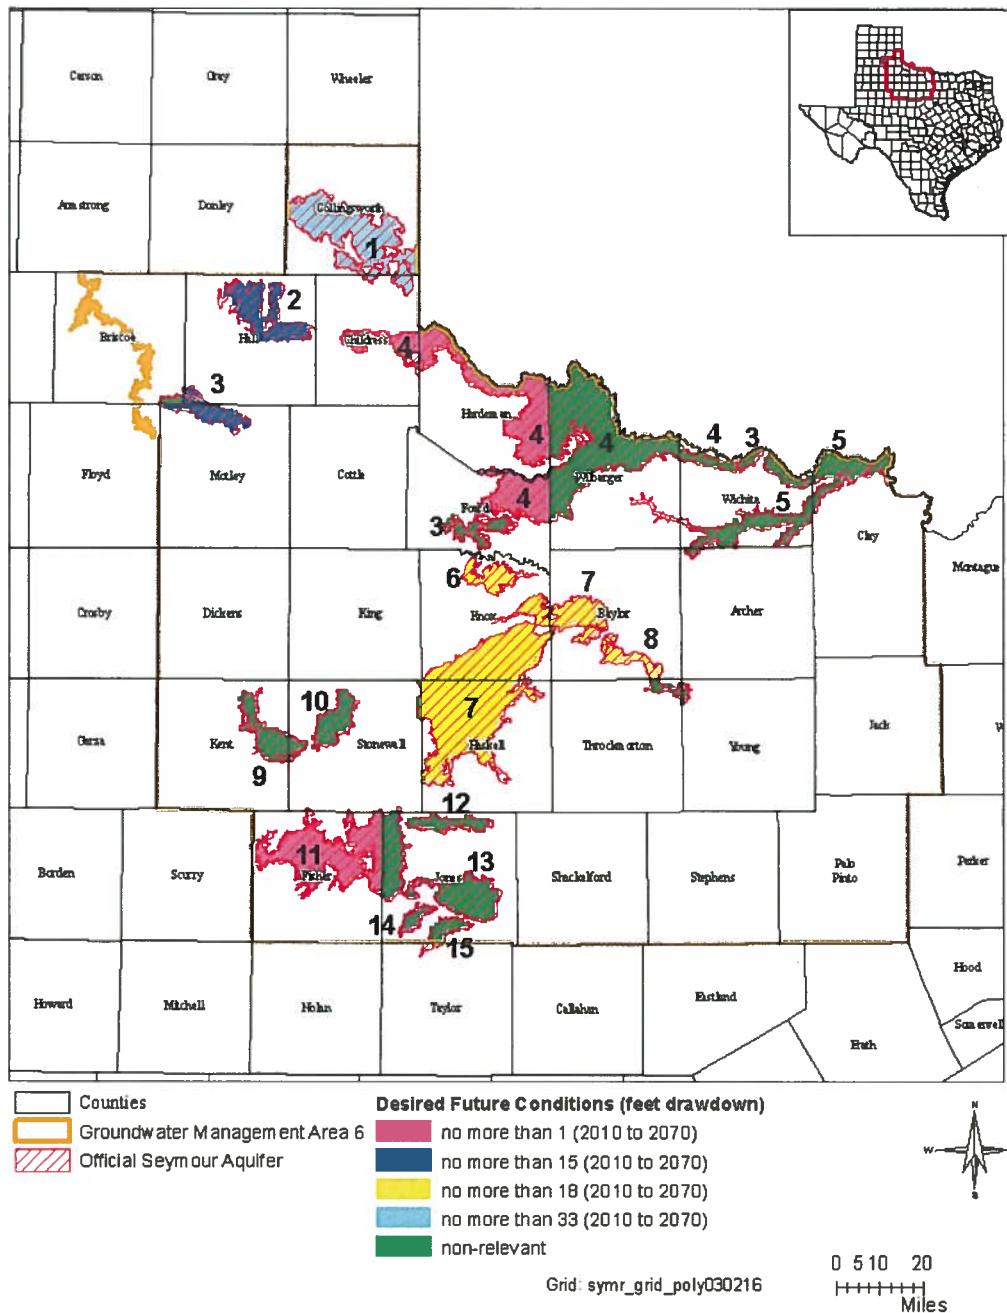 Carson
Gray
Wheeler
Armstrong
Donley
Collingsworth
1
2
Briscoe
Hall
Childress
4
3
Hardeman
4
4
4
3
5
Floyd
Motley
Cottle
Wilbarger
Wichita
5
4
Foard
3
Clay
Montague
6
7
Crosby
Dickens
King
Knox
Baylor
Archer
8
10
7
Garza
Kent
Stonewall
Haskell
Throckmorton
Young
Jack
9
12
11
13
Borden
Scurry
Fisher
Jones
Shackelford
Stephens
Palo
Pinto
Parker
14
15
Hood
Howard
Mitchell
Nolan
Taylor
Callahan
Eastland
Somervell
Erath
Counties
Groundwater Management Area 6
Official Seymour Aquifer
Desired Future Conditions (feet drawdown)
no more than 1 (2010 to 2070)
no more than 15 (2010 to 2070)
no more than 18 (2010 to 2070)
no more than 33 (2010 to 2070)
non-relevant
N
W
E
S
Grid: symr_grid_poly030216
0 5 10 20
Miles